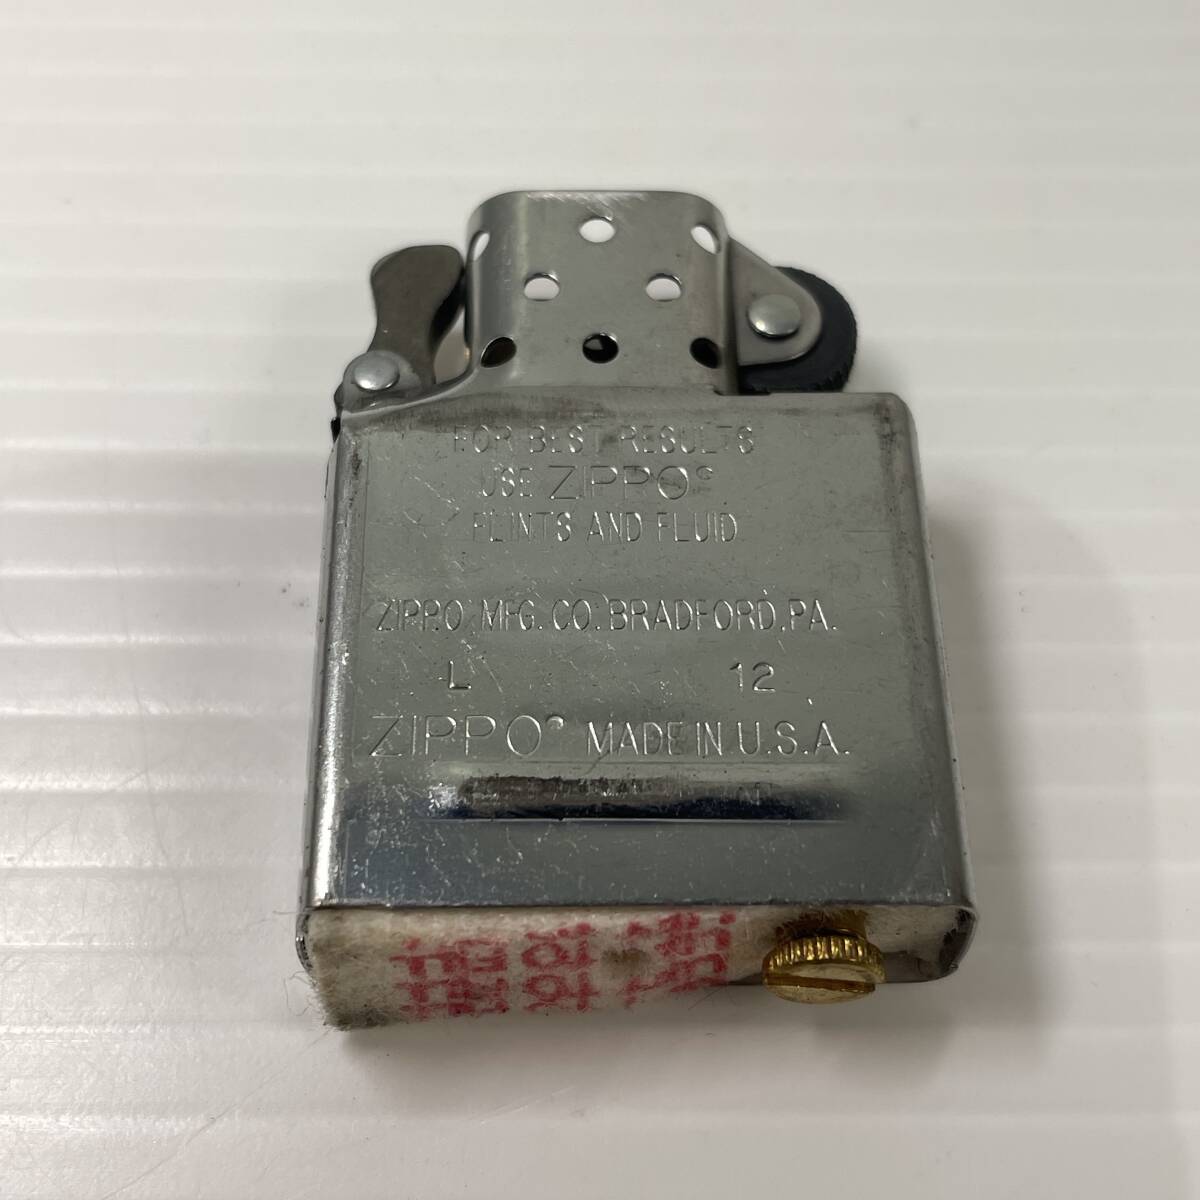 FOR BEST RESULTS
USE ZIPPO®
FLINTS AND FLUID
ZIPPO MFG. CO. BRADFORD, PA.
L 12
ZIPPO® MADE IN U.S.A.